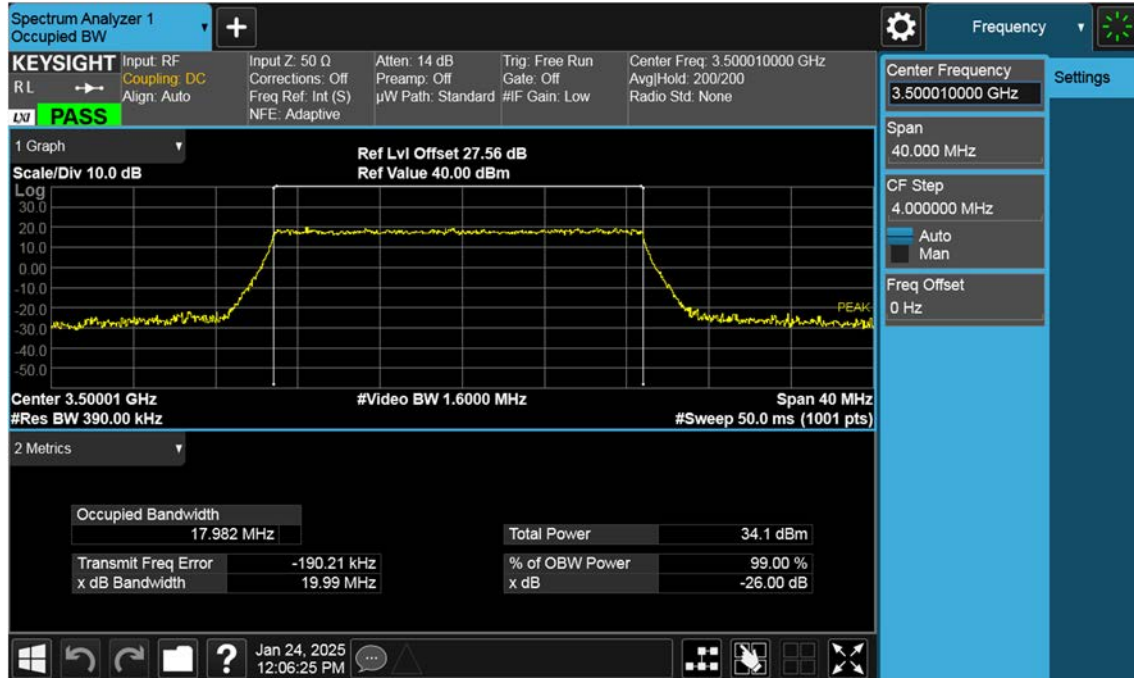 Spectrum Analyzer 1
Occupied BW
Frequency
KEYSIGHT
R L
LXI PASS
Input: RF
Coupling: DC
Align: Auto
Input Z: 50 Ω
Corrections: Off
Freq Ref: Int (S)
NFE: Adaptive
Atten: 14 dB
Preamp: Off
µW Path: Standard
Trig: Free Run
Gate: Off
#IF Gain: Low
Center Freq: 3.500010000 GHz
Avg|Hold: 200/200
Radio Std: None
Center Frequency
3.500010000 GHz
Settings
Span
40.000 MHz
CF Step
4.000000 MHz
Auto
Man
Freq Offset
0 Hz
1 Graph
Scale/Div 10.0 dB
Ref Lvl Offset 27.56 dB
Ref Value 40.00 dBm
Log
30.0
20.0
10.0
0.00
-10.0
-20.0
-30.0
-40.0
-50.0
PEAK
Center 3.50001 GHz
#Res BW 390.00 kHz
#Video BW 1.6000 MHz
Span 40 MHz
#Sweep 50.0 ms (1001 pts)
2 Metrics
Occupied Bandwidth
17.982 MHz
Total Power 34.1 dBm
Transmit Freq Error -190.21 kHz
% of OBW Power 99.00 %
x dB Bandwidth 19.99 MHz
x dB -26.00 dB
?
Jan 24, 2025
12:06:25 PM